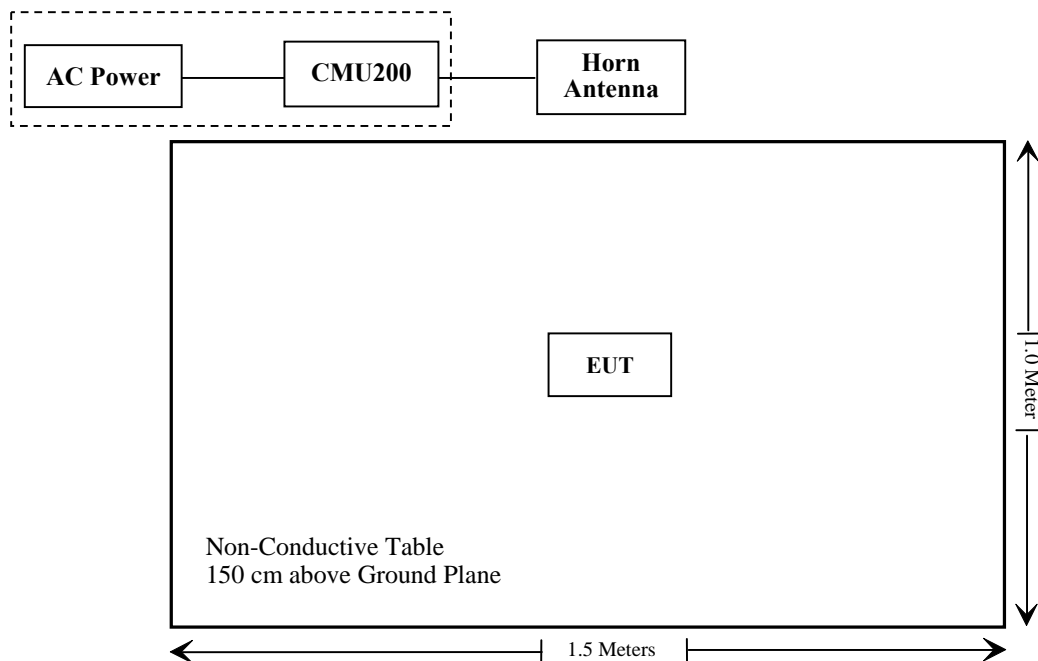 AC Power
CMU200
Horn
Antenna
EUT
1.0 Meter
Non-Conductive Table
150 cm above Ground Plane
1.5 Meters